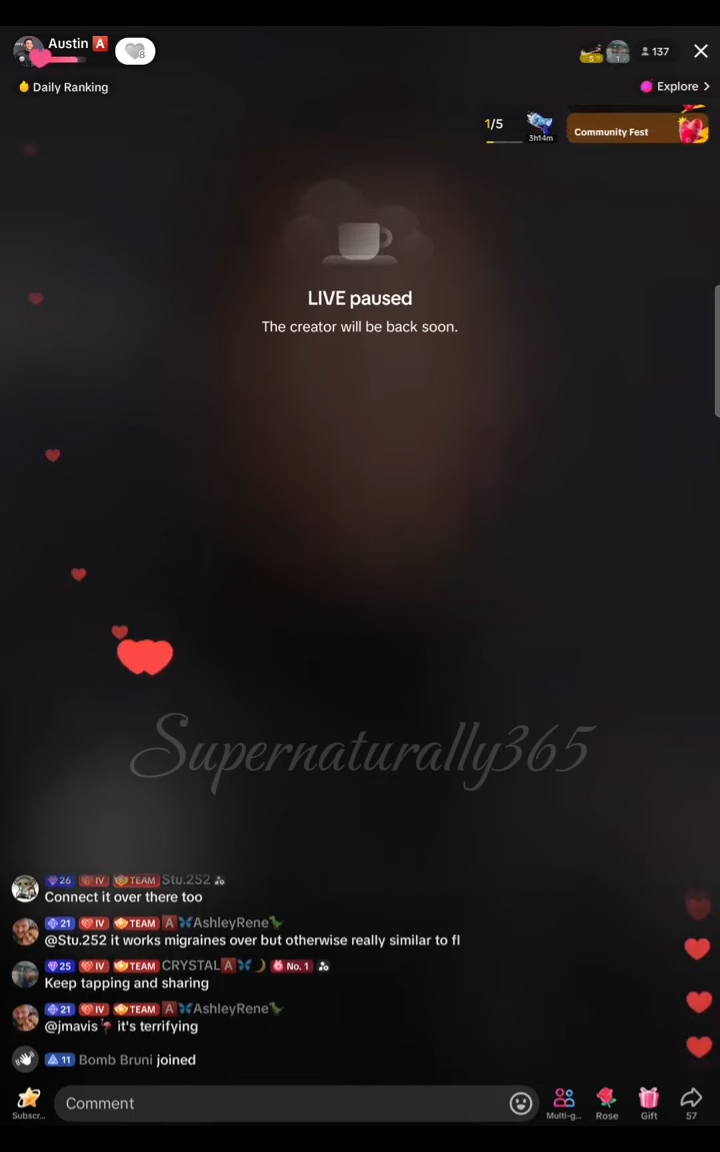 Austin A
8
5
1
137
Daily Ranking
Explore
1/5
3h14m
Community Fest
LIVE paused
The creator will be back soon.
Supernaturally365
26 IV TEAM Stu.252
Connect it over there too
21 IV TEAM A AshleyRene
@Stu.252 it works migraines over but otherwise really similar to fl
25 IV TEAM CRYSTAL A No. 1
Keep tapping and sharing
21 IV TEAM A AshleyRene
@jmavis it's terrifying
11 Bomb Bruni joined
Subscr...
Comment
Multi-g...
Rose
Gift
57